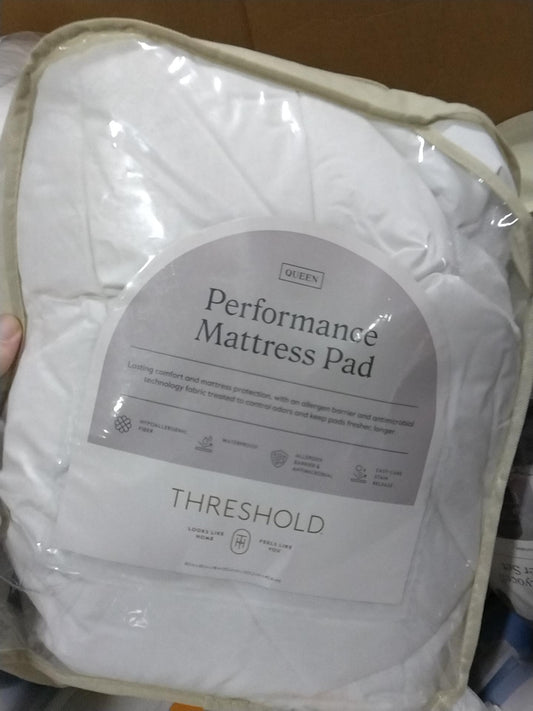 QUEEN
Performance
Mattress Pad
Lasting comfort and mattress protection, with an allergen barrier and antimicrobial
technology fabric treated to control odors and keep pads fresher, longer.
HYPOALLERGENIC
FIBER
WATERPROOF
ALLERGEN
BARRIER &
ANTIMICROBIAL
EASY-CARE
STAIN
RELEASE
THRESHOLD
LOOKS LIKE
HOME
FEELS LIKE
YOU